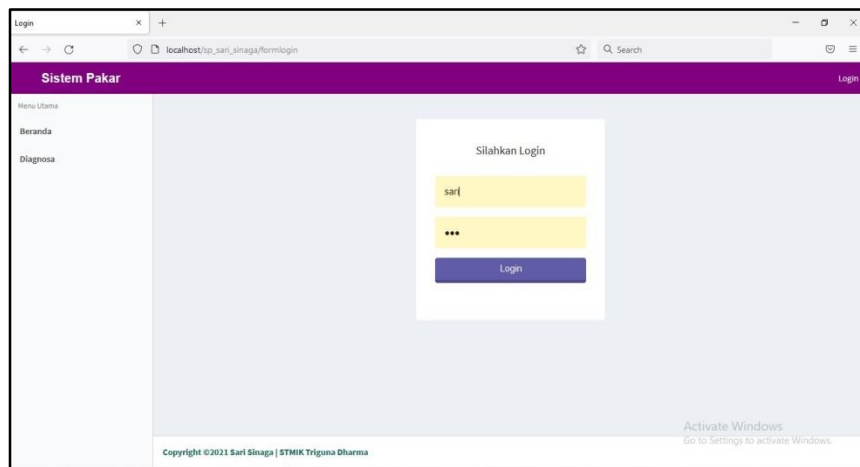 Login
localhost/sp_sari_sinaga/formlogin
Search
Sistem Pakar
Login
Menu Utama
Beranda
Diagnosa
Silahkan Login
sari
•••
Login
Activate Windows
Go to Settings to activate Windows.
Copyright ©2021 Sari Sinaga | STMIK Triguna Dharma